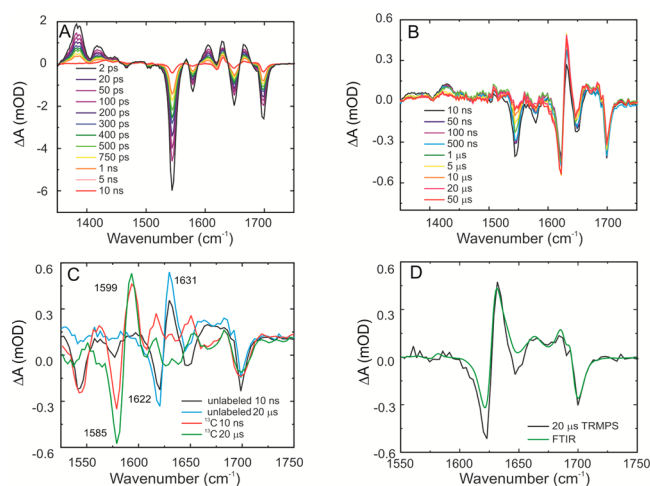 A
2
0
-2
-4
-6
ΔA (mOD)
2 ps
20 ps
50 ps
100 ps
200 ps
300 ps
400 ps
500 ps
750 ps
1 ns
5 ns
10 ns
1400 1500 1600 1700
Wavenumber (cm⁻¹)
B
0.6
0.3
0.0
-0.3
-0.6
ΔA (mOD)
10 ns
50 ns
100 ns
500 ns
1 μs
5 μs
10 μs
20 μs
50 μs
1400 1500 1600 1700
Wavenumber (cm⁻¹)
C
0.6
0.3
0.0
-0.3
-0.6
ΔA (mOD)
1599
1631
1622
1585
unlabeled 10 ns
unlabeled 20 μs
¹³C 10 ns
¹³C 20 μs
1550 1600 1650 1700 1750
Wavenumber (cm⁻¹)
D
0.6
0.3
0.0
-0.3
-0.6
ΔA (mOD)
20 μs TRMPS
FTIR
1550 1600 1650 1700 1750
Wavenumber (cm⁻¹)